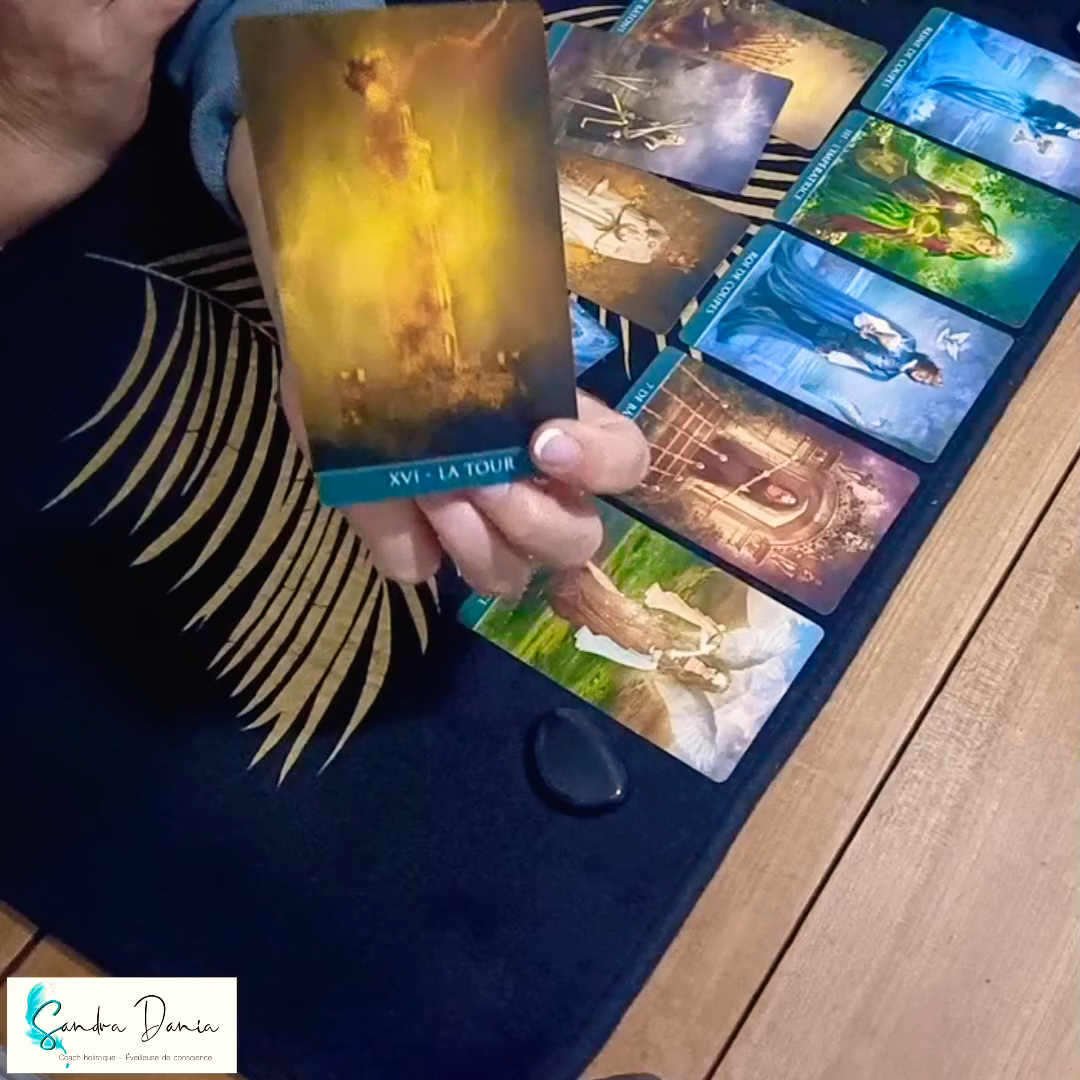 BATONS
REINE DE COUPES
III - L'IMPÉRATRICE
ROI DE COUPES
7 DE
XVI - LA TOUR
Sandra Dania
Coach holistique - Éveilleuse de conscience